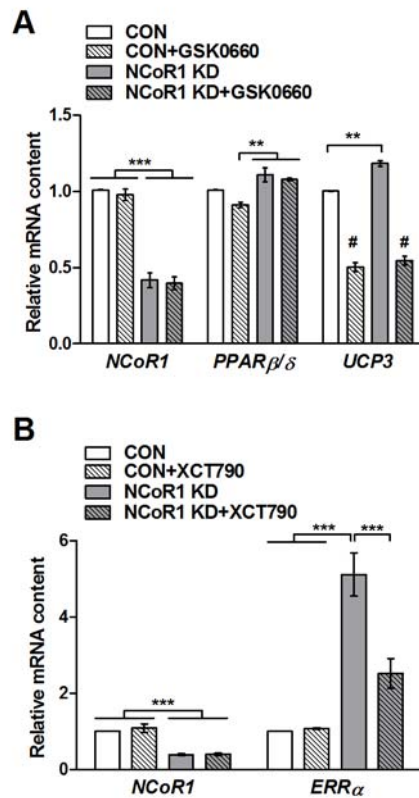 A
CON
CON+GSK0660
NCoR1 KD
NCoR1 KD+GSK0660
Relative mRNA content
1.5
1.0
0.5
0.0
***
**
**
#
#
NCoR1
PPARβ/δ
UCP3
B
CON
CON+XCT790
NCoR1 KD
NCoR1 KD+XCT790
Relative mRNA content
6
4
2
0
***
***
***
NCoR1
ERRα